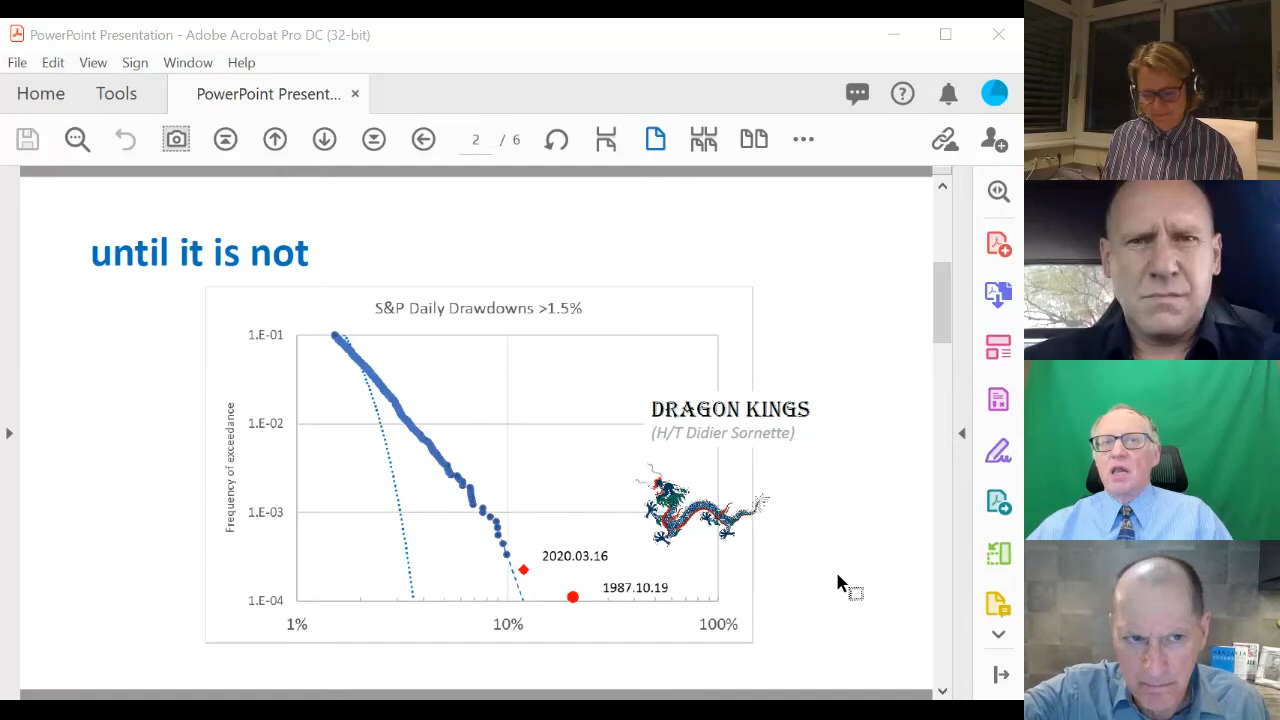 PowerPoint Presentation - Adobe Acrobat Pro DC (32-bit)
File Edit View Sign Window Help
Home Tools PowerPoint Present... ×
2 / 6
until it is not
S&P Daily Drawdowns >1.5%
1.E-01
1.E-02
1.E-03
1.E-04
Frequency of exceedance
DRAGON KINGS
(H/T Didier Sornette)
2020.03.16
1987.10.19
1% 10% 100%